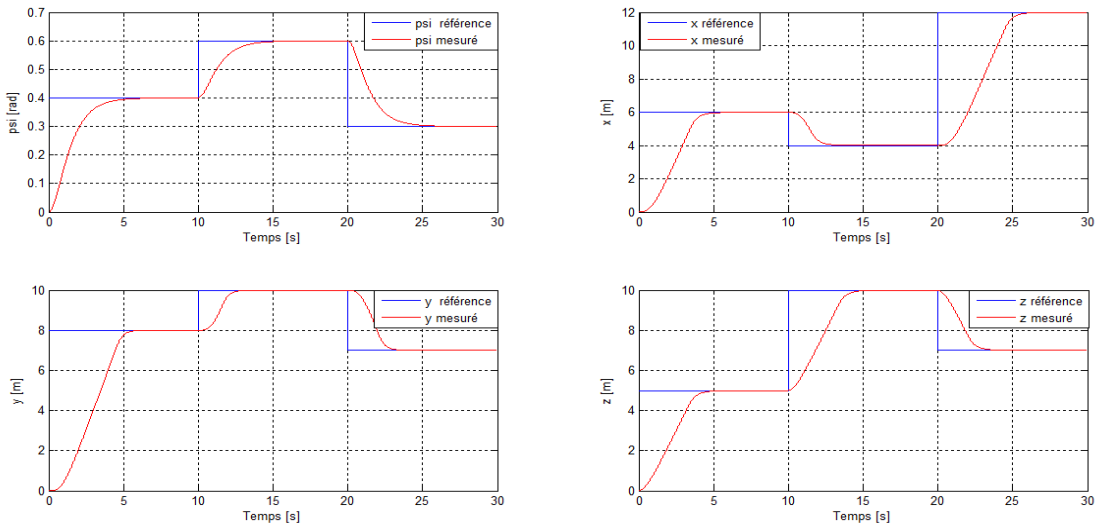 psi référence
psi mesuré
0.7
0.6
0.5
0.4
0.3
0.2
0.1
0
psi [rad]
0 5 10 15 20 25 30
Temps [s]
x référence
x mesuré
12
10
8
6
4
2
0
x [m]
0 5 10 15 20 25 30
Temps [s]
y référence
y mesuré
10
8
6
4
2
0
y [m]
0 5 10 15 20 25 30
Temps [s]
z référence
z mesuré
10
8
6
4
2
0
z [m]
0 5 10 15 20 25 30
Temps [s]